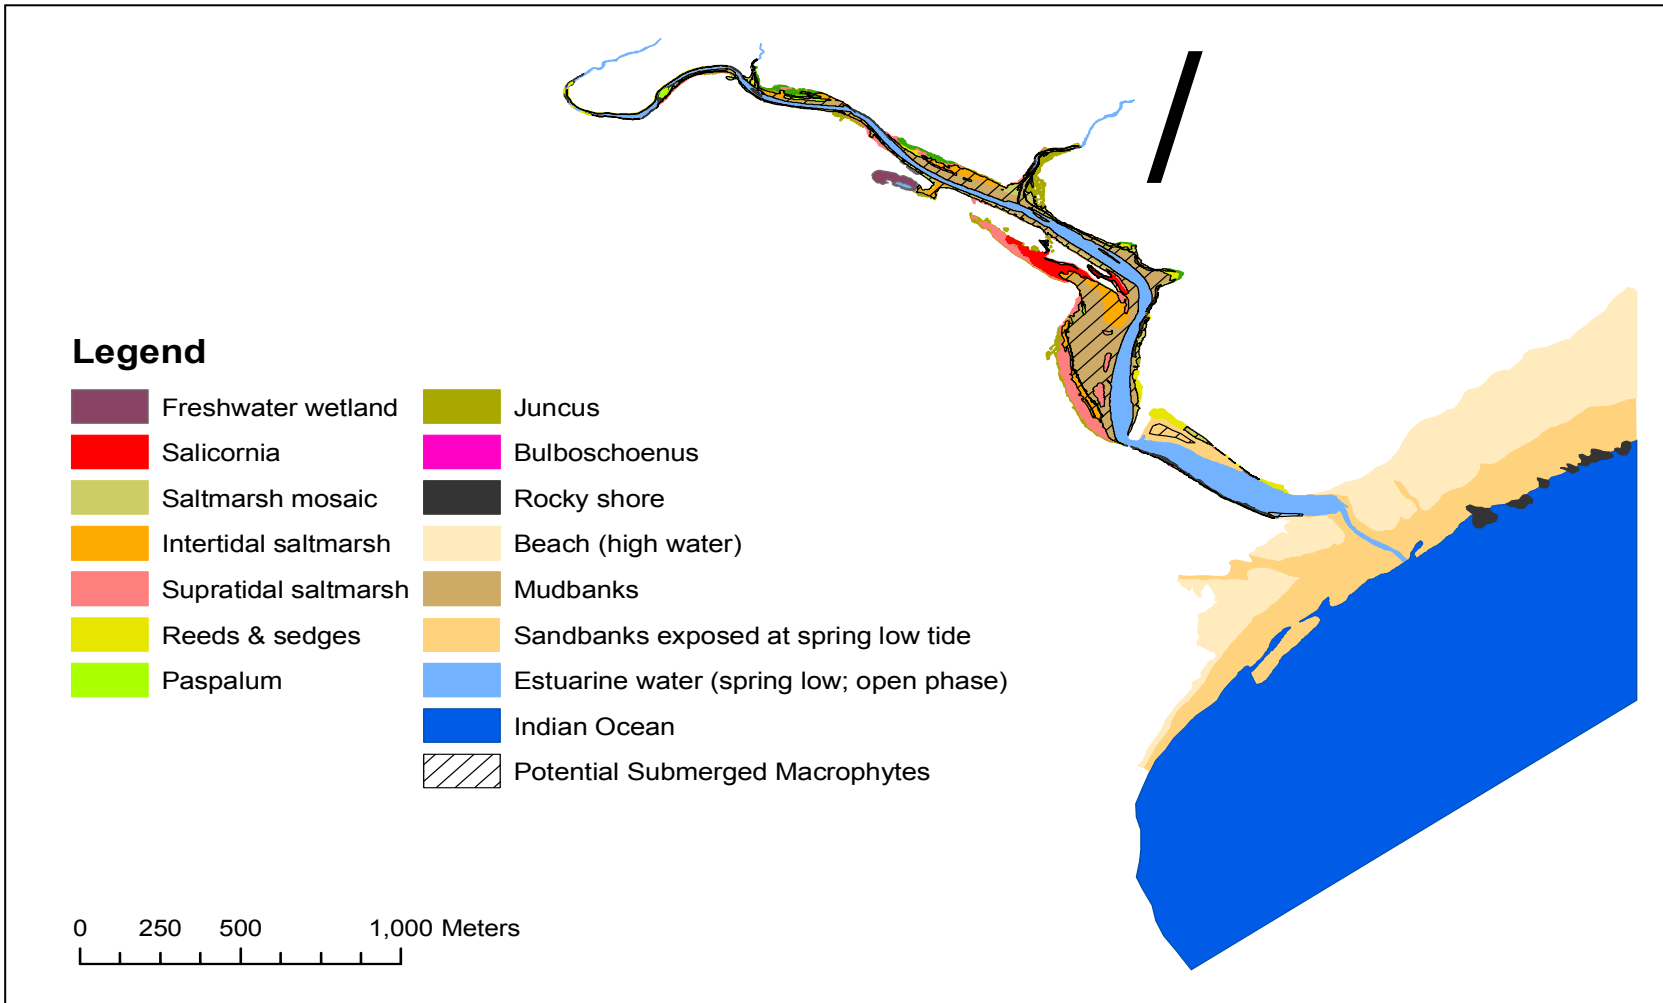 Legend
Freshwater wetland
Salicornia
Saltmarsh mosaic
Intertidal saltmarsh
Supratidal saltmarsh
Reeds & sedges
Paspalum
Juncus
Bulboschoenus
Rocky shore
Beach (high water)
Mudbanks
Sandbanks exposed at spring low tide
Estuarine water (spring low; open phase)
Indian Ocean
Potential Submerged Macrophytes
0 250 500 1,000 Meters